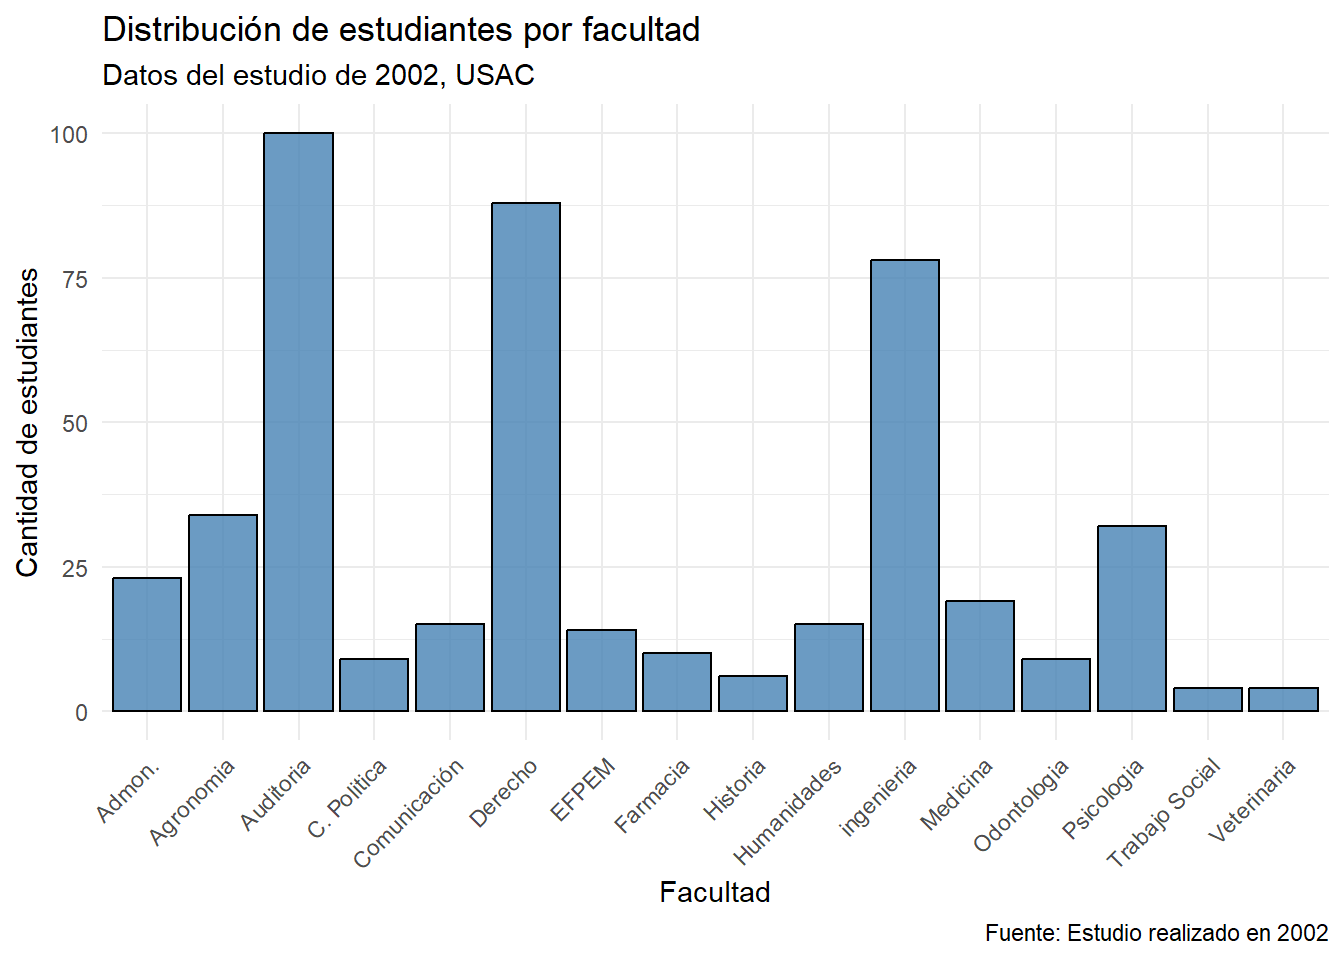 Distribución de estudiantes por facultad
Datos del estudio de 2002, USAC
Cantidad de estudiantes
100
75
50
25
0
Admon.
Agronomia
Auditoria
C. Politica
Comunicación
Derecho
EFPEM
Farmacia
Historia
Humanidades
ingenieria
Medicina
Odontologia
Psicologia
Trabajo Social
Veterinaria
Facultad
Fuente: Estudio realizado en 2002